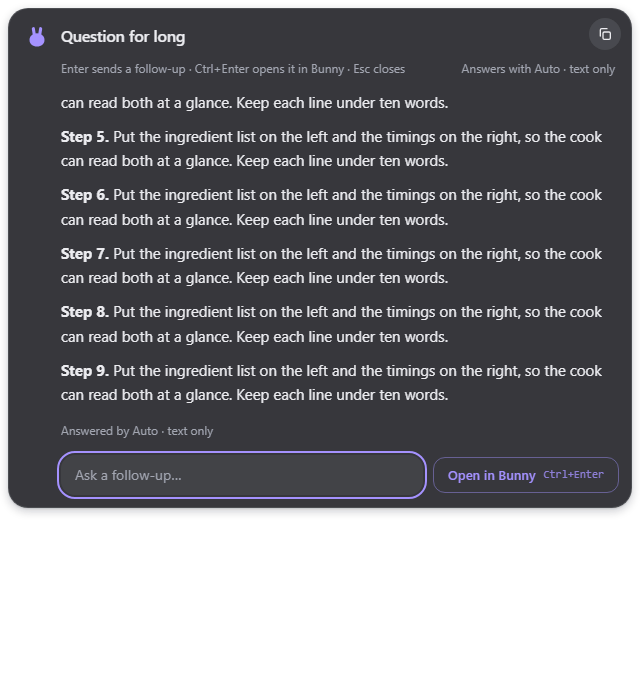 Question for long
Enter sends a follow-up · Ctrl+Enter opens it in Bunny · Esc closes
Answers with Auto · text only
can read both at a glance. Keep each line under ten words.
Step 5. Put the ingredient list on the left and the timings on the right, so the cook
can read both at a glance. Keep each line under ten words.
Step 6. Put the ingredient list on the left and the timings on the right, so the cook
can read both at a glance. Keep each line under ten words.
Step 7. Put the ingredient list on the left and the timings on the right, so the cook
can read both at a glance. Keep each line under ten words.
Step 8. Put the ingredient list on the left and the timings on the right, so the cook
can read both at a glance. Keep each line under ten words.
Step 9. Put the ingredient list on the left and the timings on the right, so the cook
can read both at a glance. Keep each line under ten words.
Answered by Auto · text only
Ask a follow-up...
Open in Bunny Ctrl+Enter